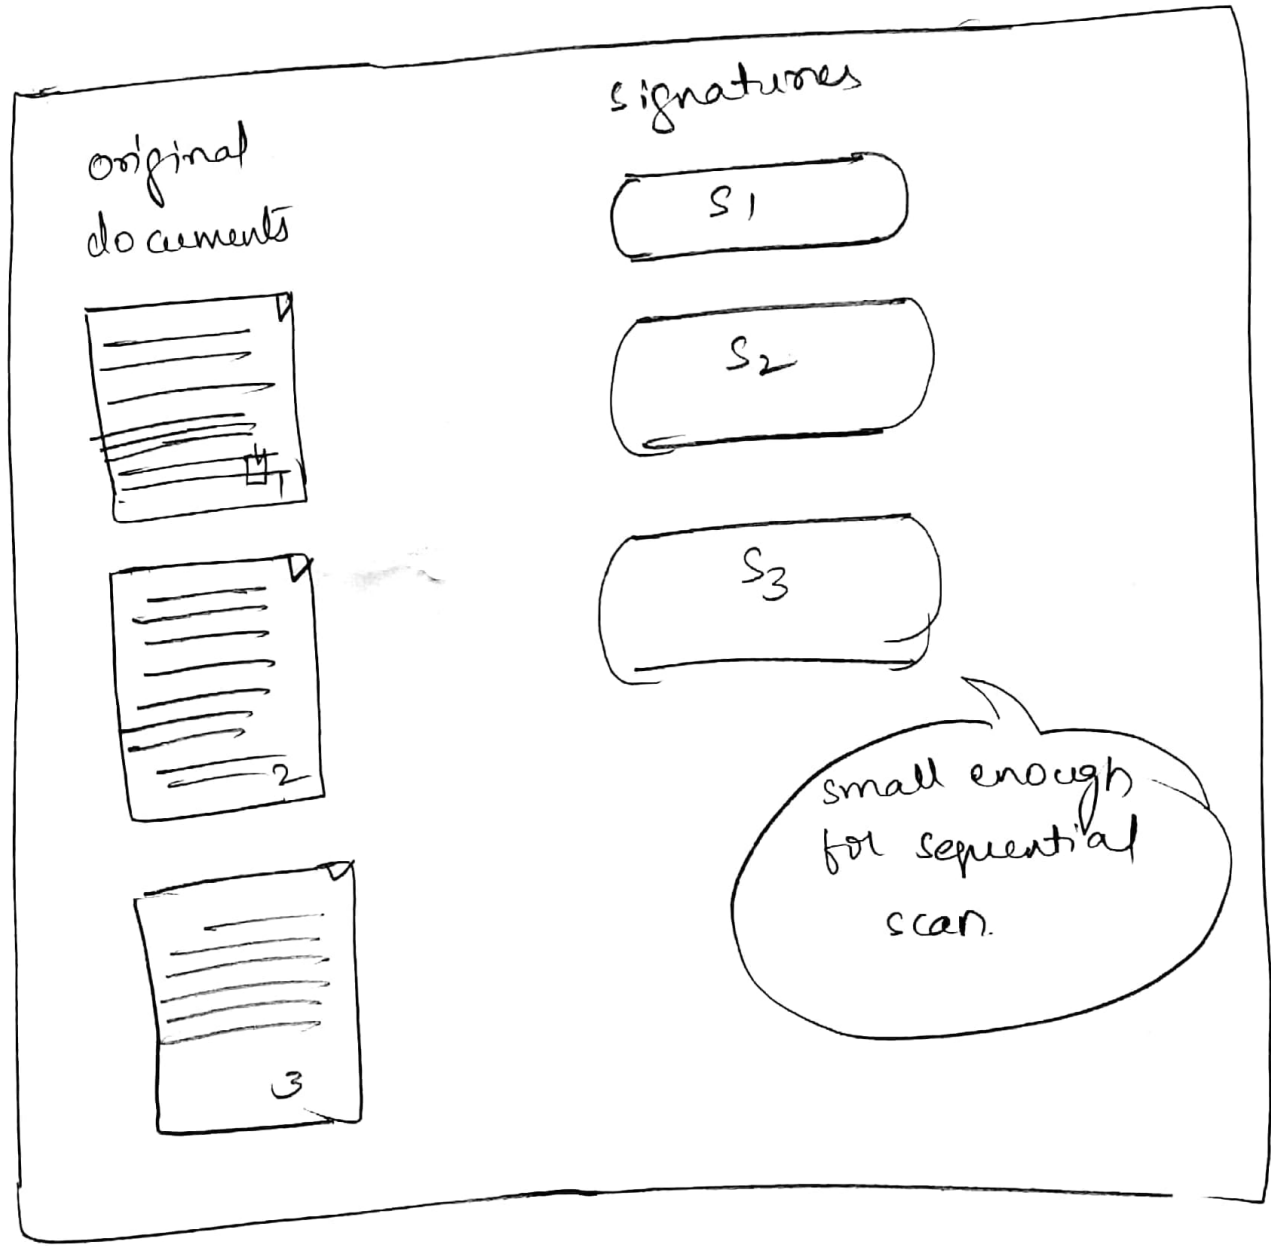 original
documents
1
2
3
signatures
S1
S2
S3
small enough
for sequential
scan.